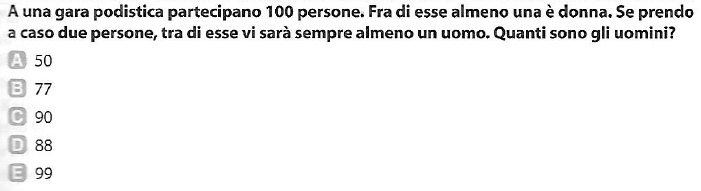 A una gara podistica partecipano 100 persone. Fra di esse almeno una è donna. Se prendo
a caso due persone, tra di esse vi sarà sempre almeno un uomo. Quanti sono gli uomini?
A 50
B 77
C 90
D 88
E 99